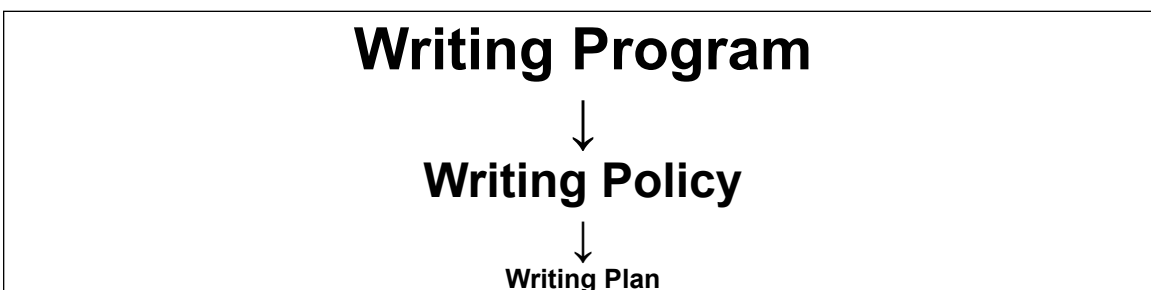 Writing Program
↓
Writing Policy
↓
Writing Plan